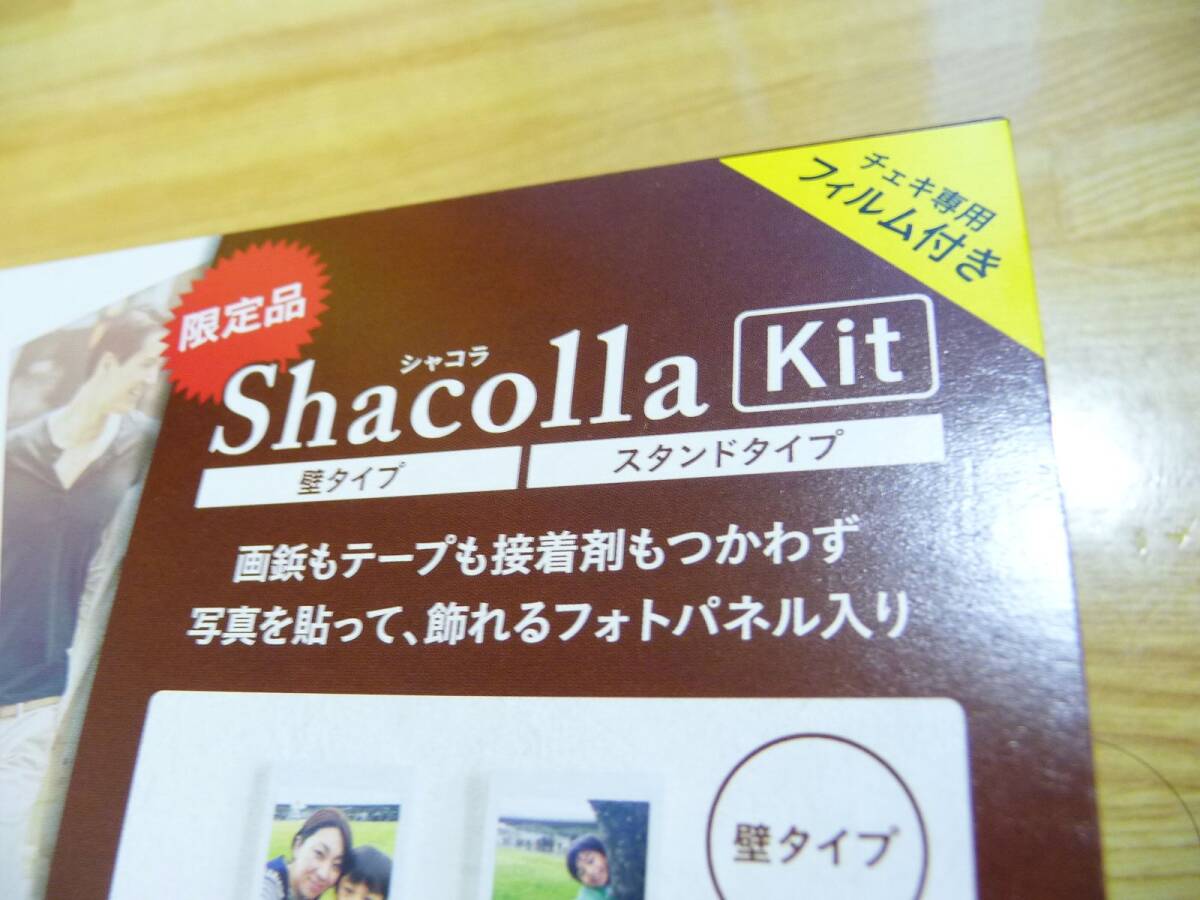 チェキ専用
フィルム付き
限定品
シャコラ
Shacolla Kit
壁タイプ スタンドタイプ
画鋲もテープも接着剤もつかわず
写真を貼って、飾れるフォトパネル入り
壁タイプ